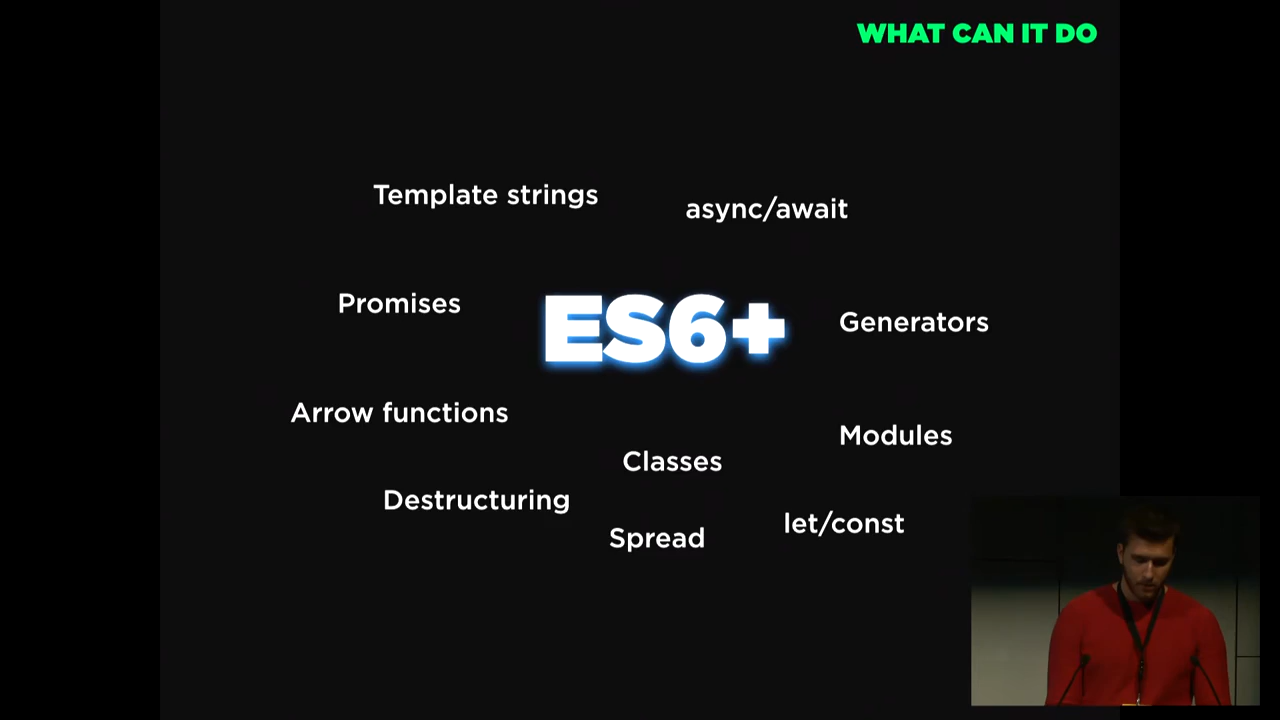 WHAT CAN IT DO
Template strings
async/await
Promises
ES6+
Generators
Arrow functions
Modules
Classes
Destructuring
let/const
Spread